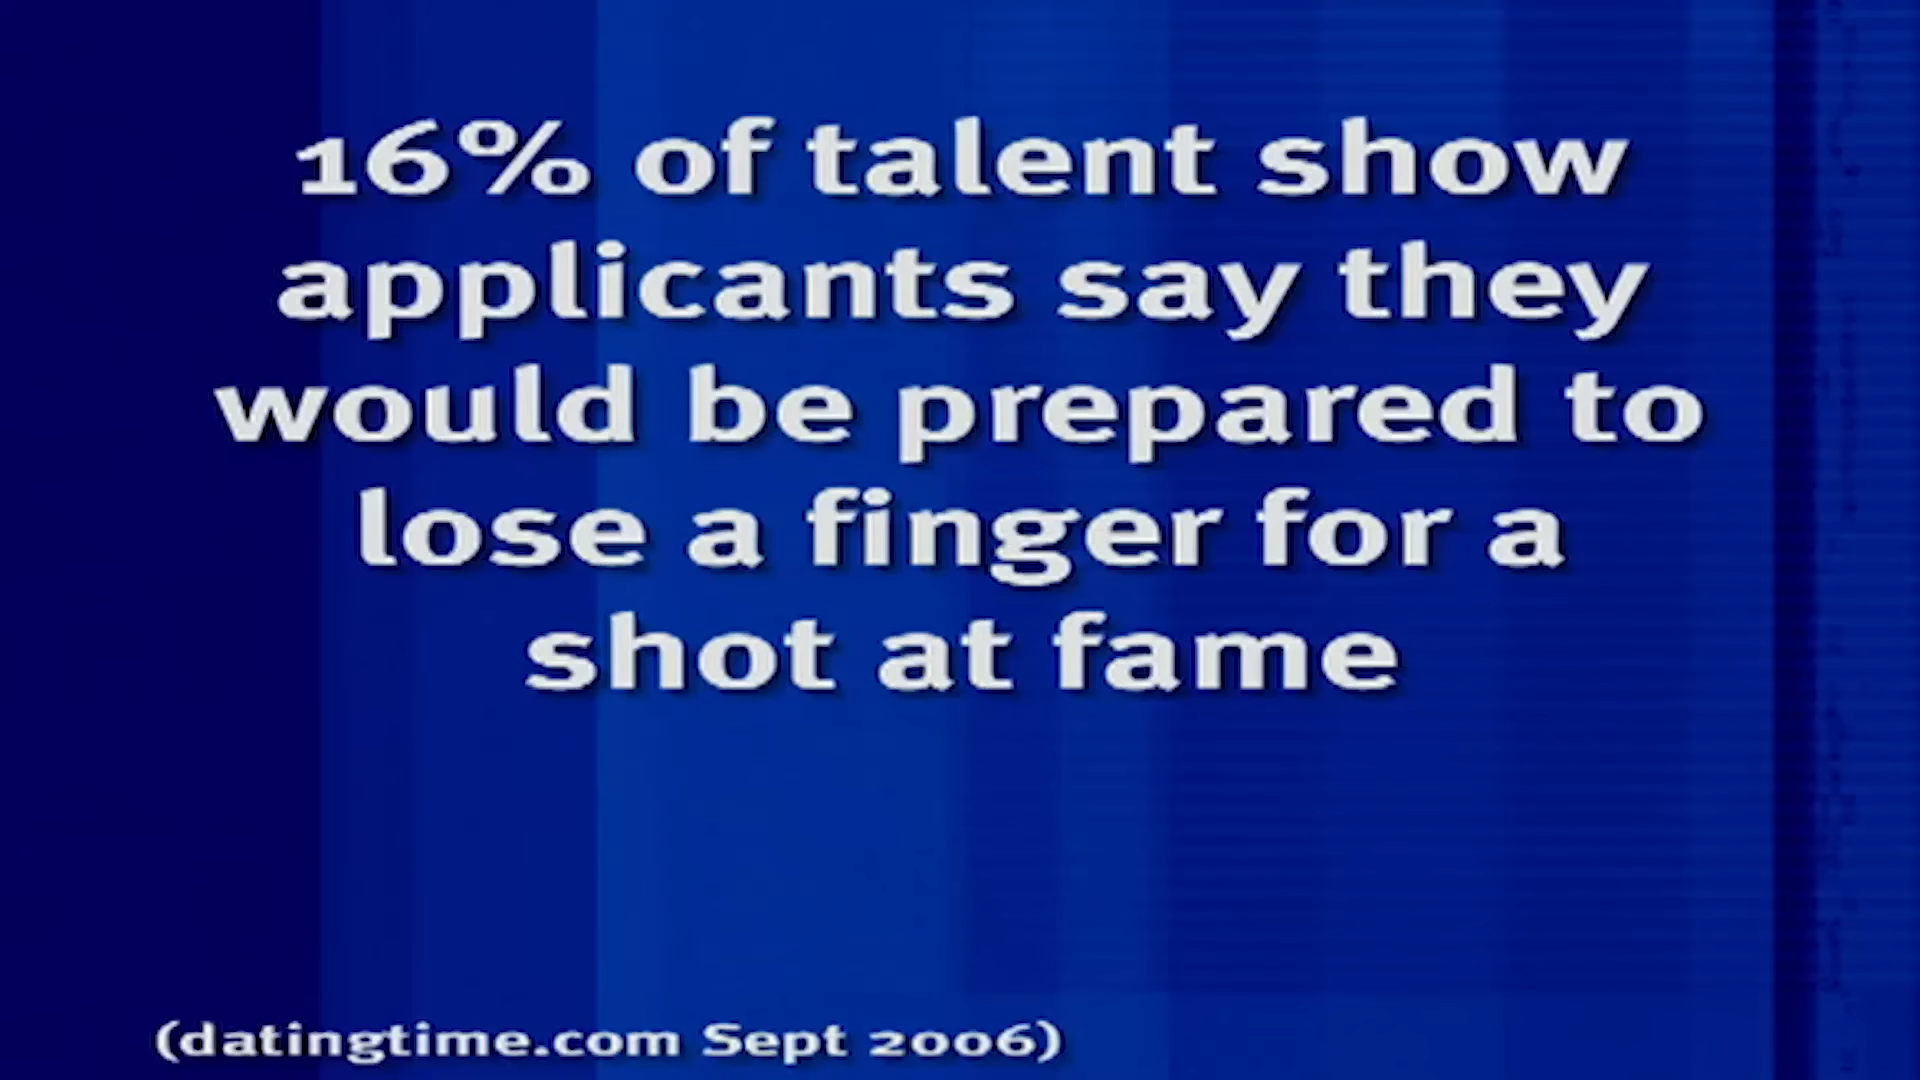 16% of talent show
applicants say they
would be prepared to
lose a finger for a
shot at fame
(datingtime.com Sept 2006)